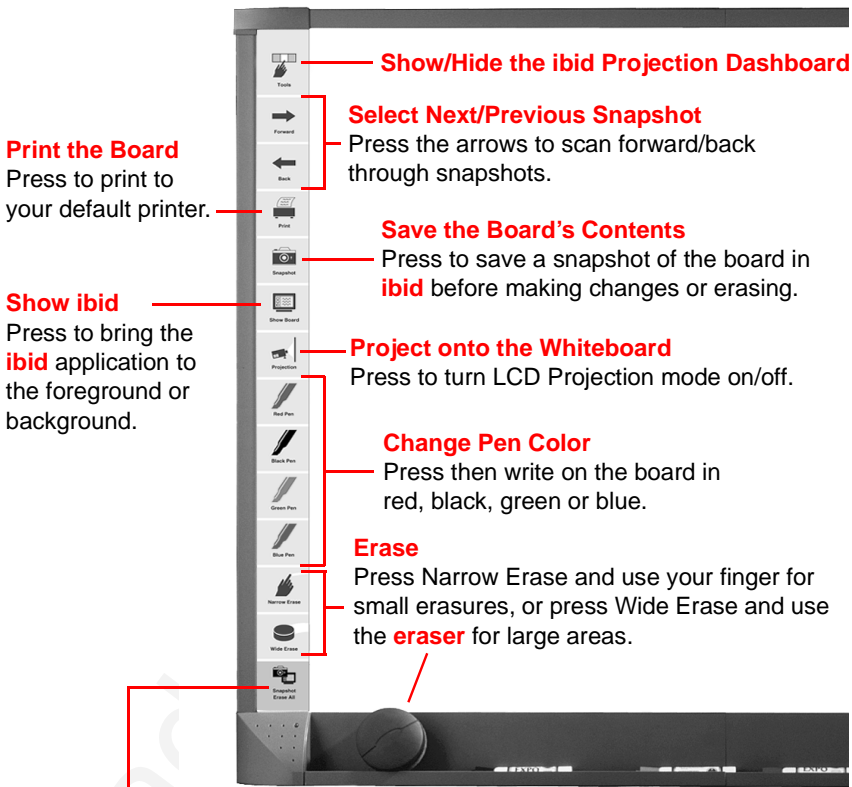 Show/Hide the ibid Projection Dashboard
Select Next/Previous Snapshot
Press the arrows to scan forward/back
through snapshots.
Print the Board
Press to print to
your default printer.
Save the Board's Contents
Press to save a snapshot of the board in
ibid before making changes or erasing.
Show ibid
Press to bring the
ibid application to
the foreground or
background.
Project onto the Whiteboard
Press to turn LCD Projection mode on/off.
Change Pen Color
Press then write on the board in
red, black, green or blue.
Erase
Press Narrow Erase and use your finger for
small erasures, or press Wide Erase and use
the eraser for large areas.
Tools
Forward
Back
Print
Snapshot
Show Board
Projection
Red Pen
Black Pen
Green Pen
Blue Pen
Narrow Erase
Wide Erase
Snapshot
Erase All
EXPO